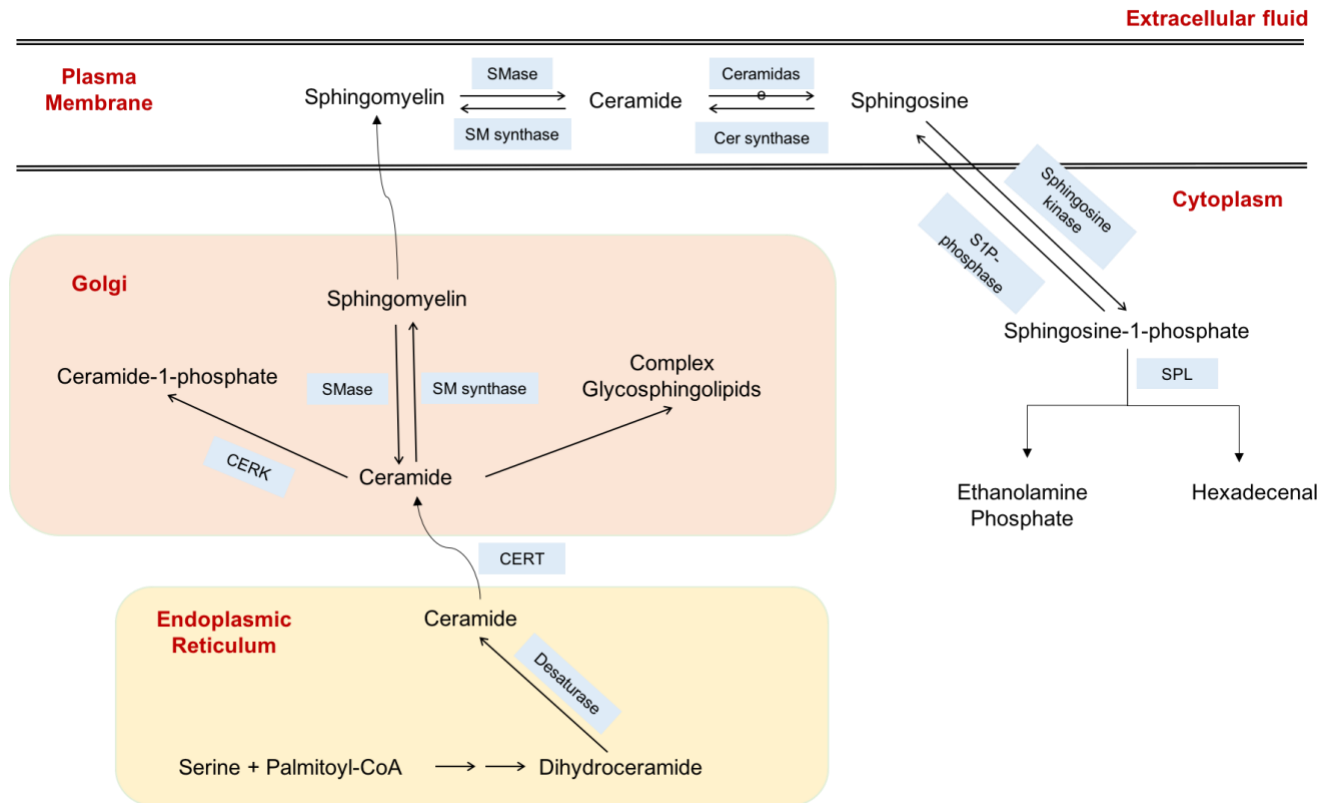 Extracellular fluid
Plasma
Membrane
SMase
Ceramidas
e
Sphingomyelin
Ceramide
Sphingosine
SM synthase
Cer synthase
Sphingosine
kinase
Cytoplasm
S1P-
phosphase
Golgi
Sphingomyelin
Sphingosine-1-phosphate
Ceramide-1-phosphate
SMase
SM synthase
Complex
Glycosphingolipids
SPL
CERK
Ceramide
Ethanolamine
Phosphate
Hexadecenal
CERT
Endoplasmic
Reticulum
Ceramide
Desaturase
Serine + Palmitoyl-CoA
Dihydroceramide